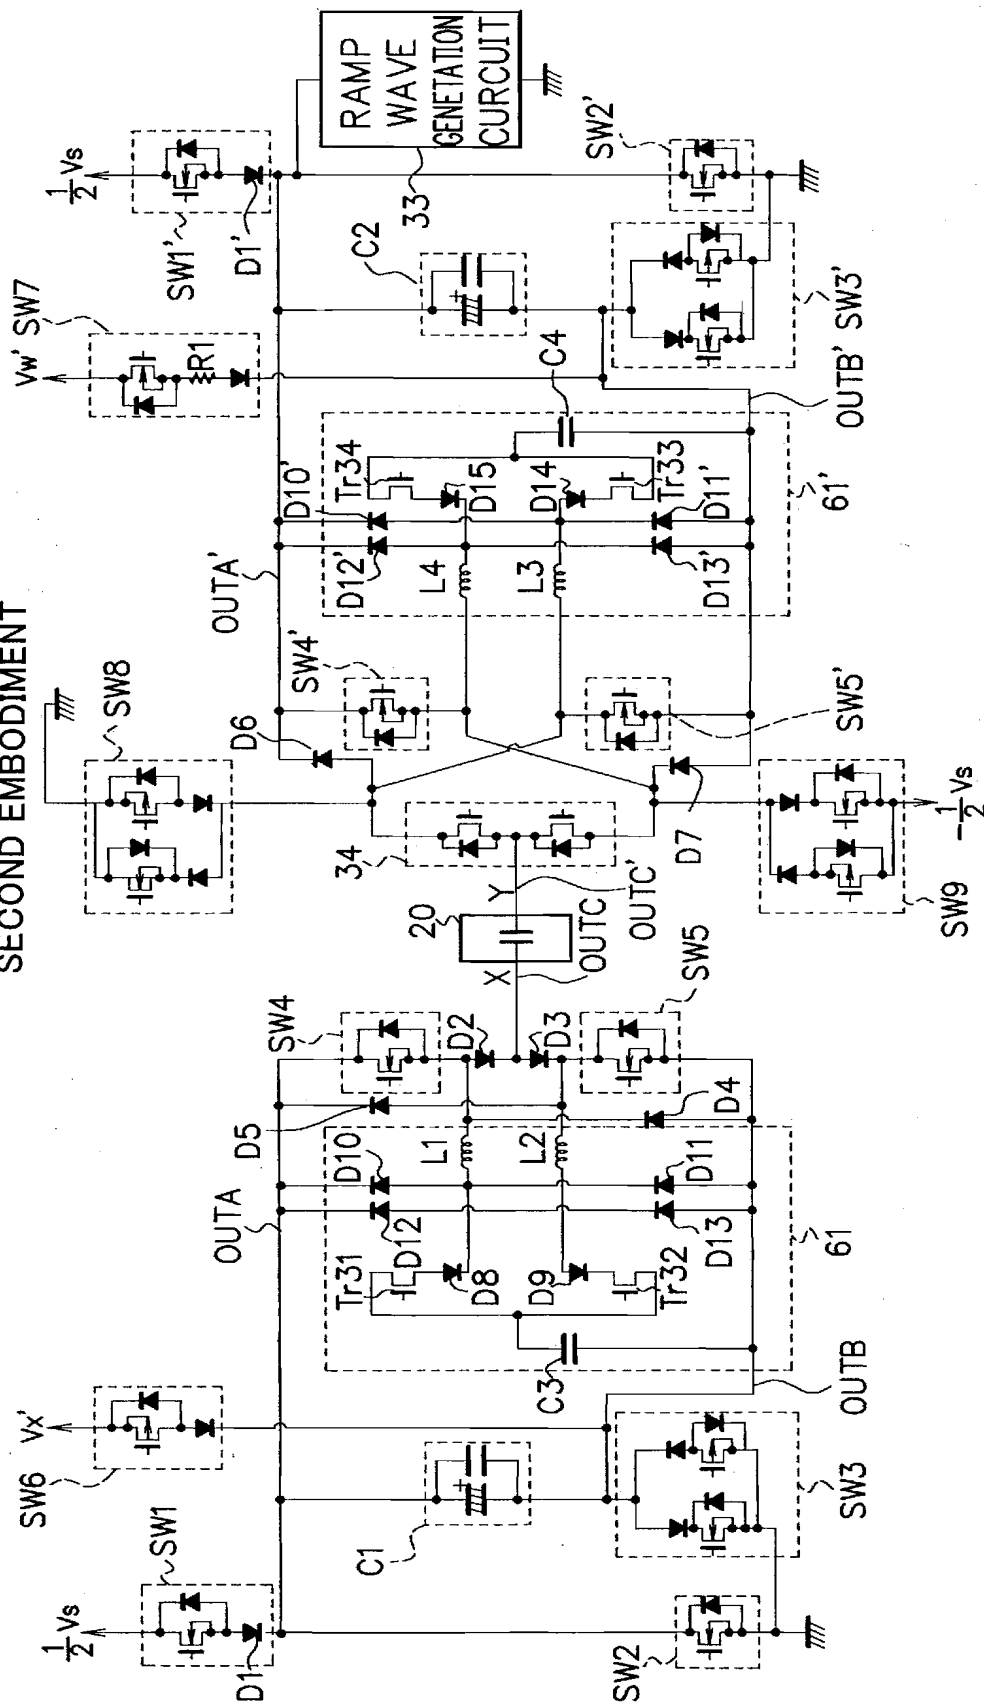 SECOND EMBODIMENT
1/2 Vs
SW1
D1
SW6
Vx'
C1
SW2
SW3
OUTA
OUTB
D5
SW4
D10
D12
Tr31
D8
L1
D2
L2
D3
D9
Tr32
C3
D11
D13
D4
SW5
61
X
20
Y
OUTC
OUTC'
34
SW8
D6
SW4'
SW5'
D7
SW9
-1/2 Vs
OUTA'
D12'
D10'
Tr34
D15
L4
L3
D14
Tr33
D11'
D13'
61'
C4
OUTB'
Vw'
SW7
R1
C2
SW3'
1/2 Vs
SW1'
D1'
33
RAMP
WAVE
GENETATION
CURCUIT
SW2'